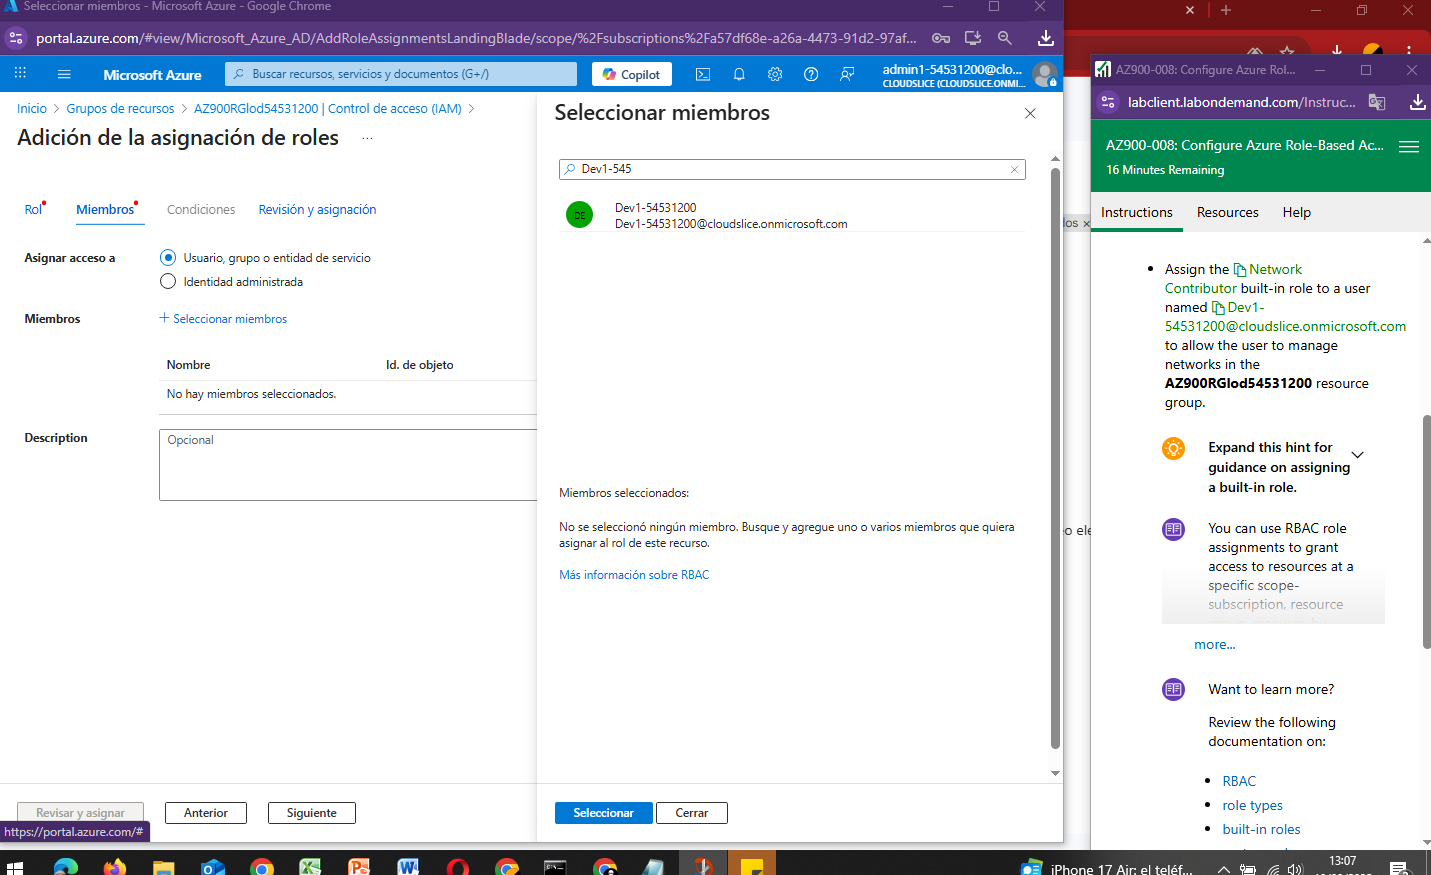 Seleccionar miembros - Microsoft Azure - Google Chrome
portal.azure.com/#view/Microsoft_Azure_AD/AddRoleAssignmentsLandingBlade/scope/%2Fsubscriptions%2Fa57df68e-a26a-4473-91d2-97af...
Microsoft Azure
Buscar recursos, servicios y documentos (G+/)
Copilot
admin1-54531200@clo...
CLOUDSLICE (CLOUDSLICE.ONMI...
Inicio > Grupos de recursos > AZ900RGlod54531200 | Control de acceso (IAM) >
Adición de la asignación de roles ...
Rol
Miembros
Condiciones
Revisión y asignación
Asignar acceso a
Usuario, grupo o entidad de servicio
Identidad administrada
Miembros
+ Seleccionar miembros
Nombre
Id. de objeto
No hay miembros seleccionados.
Description
Opcional
Revisar y asignar
Anterior
Siguiente
https://portal.azure.com/#
Seleccionar miembros
Dev1-545
DE
Dev1-54531200
Dev1-54531200@cloudslice.onmicrosoft.com
Miembros seleccionados:
No se seleccionó ningún miembro. Busque y agregue uno o varios miembros que quiera
asignar al rol de este recurso.
Más información sobre RBAC
Seleccionar
Cerrar
AZ900-008: Configure Azure Rol...
labclient.labondemand.com/Instruc...
AZ900-008: Configure Azure Role-Based Ac...
16 Minutes Remaining
Instructions
Resources
Help
Assign the Network
Contributor built-in role to a user
named Dev1-
54531200@cloudslice.onmicrosoft.com
to allow the user to manage
networks in the
AZ900RGlod54531200 resource
group.
Expand this hint for
guidance on assigning
a built-in role.
You can use RBAC role
assignments to grant
access to resources at a
specific scope-
subscription, resource
more...
Want to learn more?
Review the following
documentation on:
RBAC
role types
built-in roles
iPhone 17 Air: el teléf...
13:07